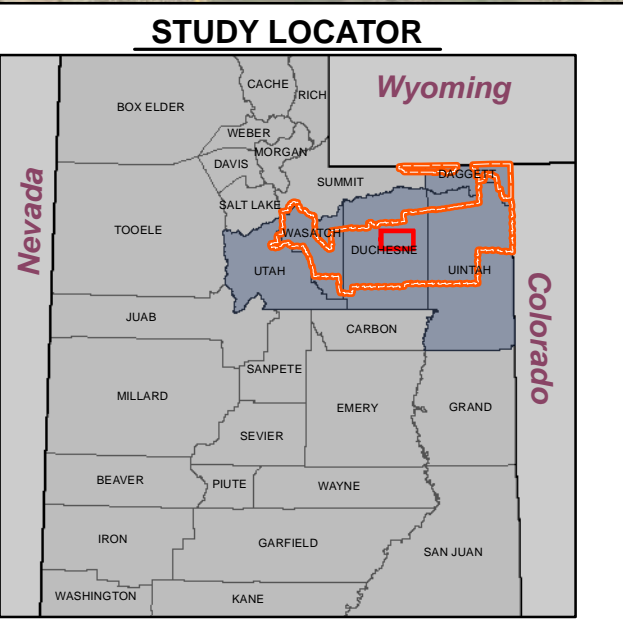 STUDY LOCATOR
CACHE
RICH
Wyoming
BOX ELDER
WEBER
MORGAN
DAVIS
DAGGETT
SUMMIT
Nevada
SALT LAKE
TOOELE
WASATCH
DUCHESNE
UTAH
UINTAH
Colorado
JUAB
CARBON
SANPETE
MILLARD
EMERY
GRAND
SEVIER
BEAVER
PIUTE
WAYNE
IRON
GARFIELD
SAN JUAN
WASHINGTON
KANE